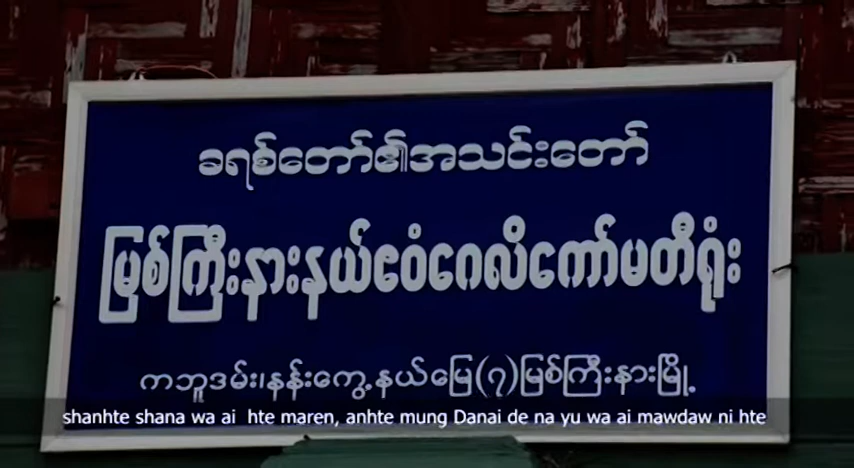 ခရစ်တော်၏အသင်းတော်
မြစ်ကြီးနားနယ်ဧဝံဂေလိကော်မတီရုံး
ကဘူဒမ်း၊နန်းကွေ့နယ်မြေ(၇)မြစ်ကြီးနားမြို့
shanhte shana wa ai hte maren, anhte mung Danai de na yu wa ai mawdaw ni hte